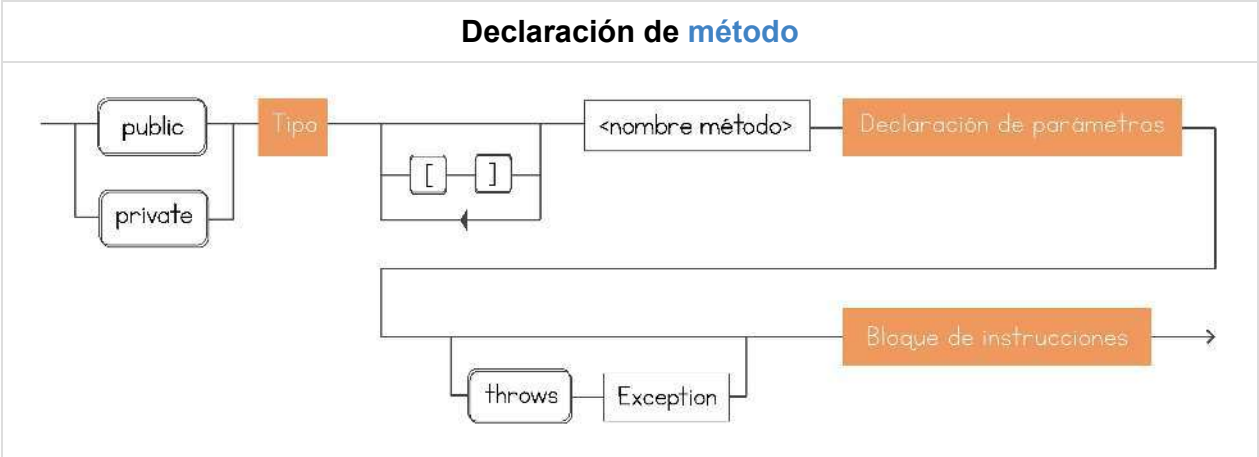 Declaración de método
public Tipo <nombre método> Declaración de parámetros
[ ]
private
Bloque de instrucciones
throws Exception